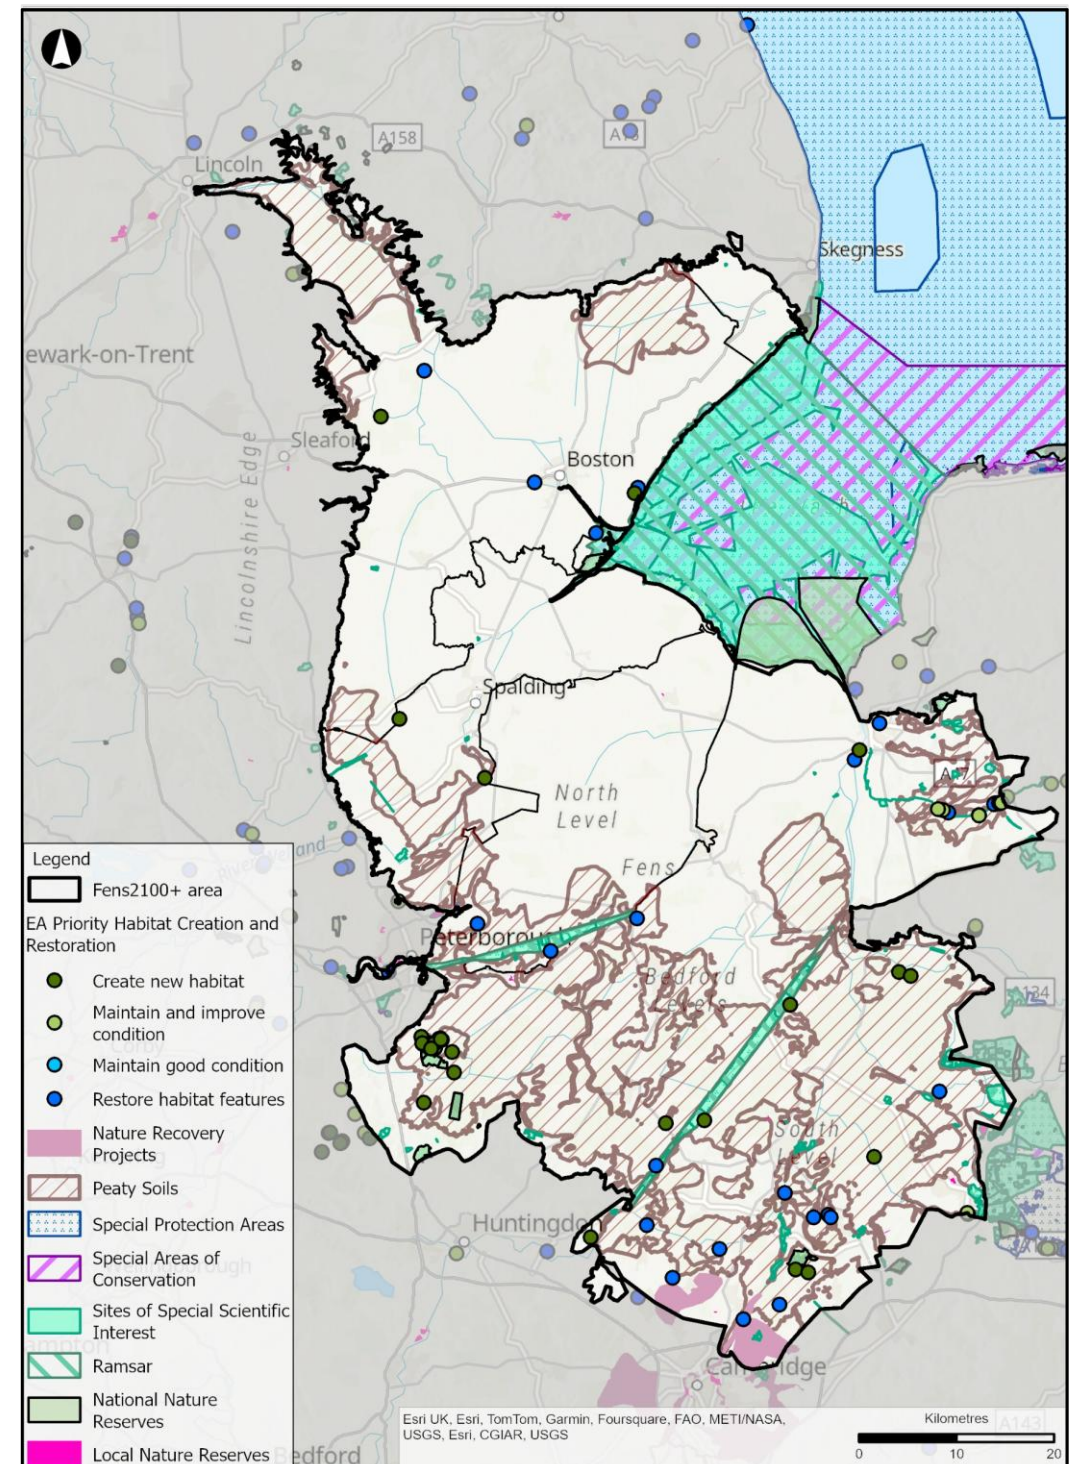 A158
Lincoln
Skegness
ewark-on-Trent
Sleaford
Boston
Lincolnshire Edge
Spalding
North
Level
Fens
River Welland
Peterborough
Bedford
Levels
South
Level
Huntingdon
Cambridge
Bedford
A143
Legend
Fens2100+ area
EA Priority Habitat Creation and
Restoration
Create new habitat
Maintain and improve
condition
Maintain good condition
Restore habitat features
Nature Recovery
Projects
Peaty Soils
Special Protection Areas
Special Areas of
Conservation
Sites of Special Scientific
Interest
Ramsar
National Nature
Reserves
Local Nature Reserves
Esri UK, Esri, TomTom, Garmin, Foursquare, FAO, METI/NASA,
USGS, Esri, CGIAR, USGS
Kilometres
0 10 20